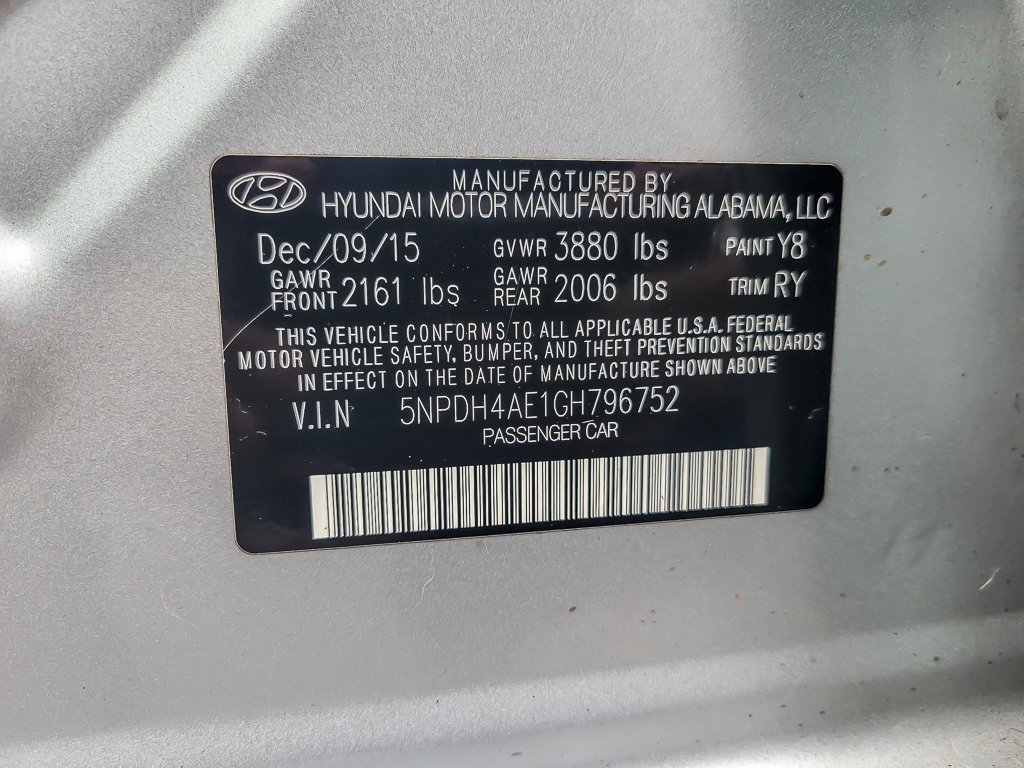 MANUFACTURED BY
HYUNDAI MOTOR MANUFACTURING ALABAMA, LLC
Dec/09/15 GVWR 3880 lbs PAINT Y8
GAWR FRONT 2161 lbs GAWR REAR 2006 lbs TRIM RY
THIS VEHICLE CONFORMS TO ALL APPLICABLE U.S.A. FEDERAL
MOTOR VEHICLE SAFETY, BUMPER, AND THEFT PREVENTION STANDARDS
IN EFFECT ON THE DATE OF MANUFACTURE SHOWN ABOVE
V.I.N 5NPDH4AE1GH796752
PASSENGER CAR